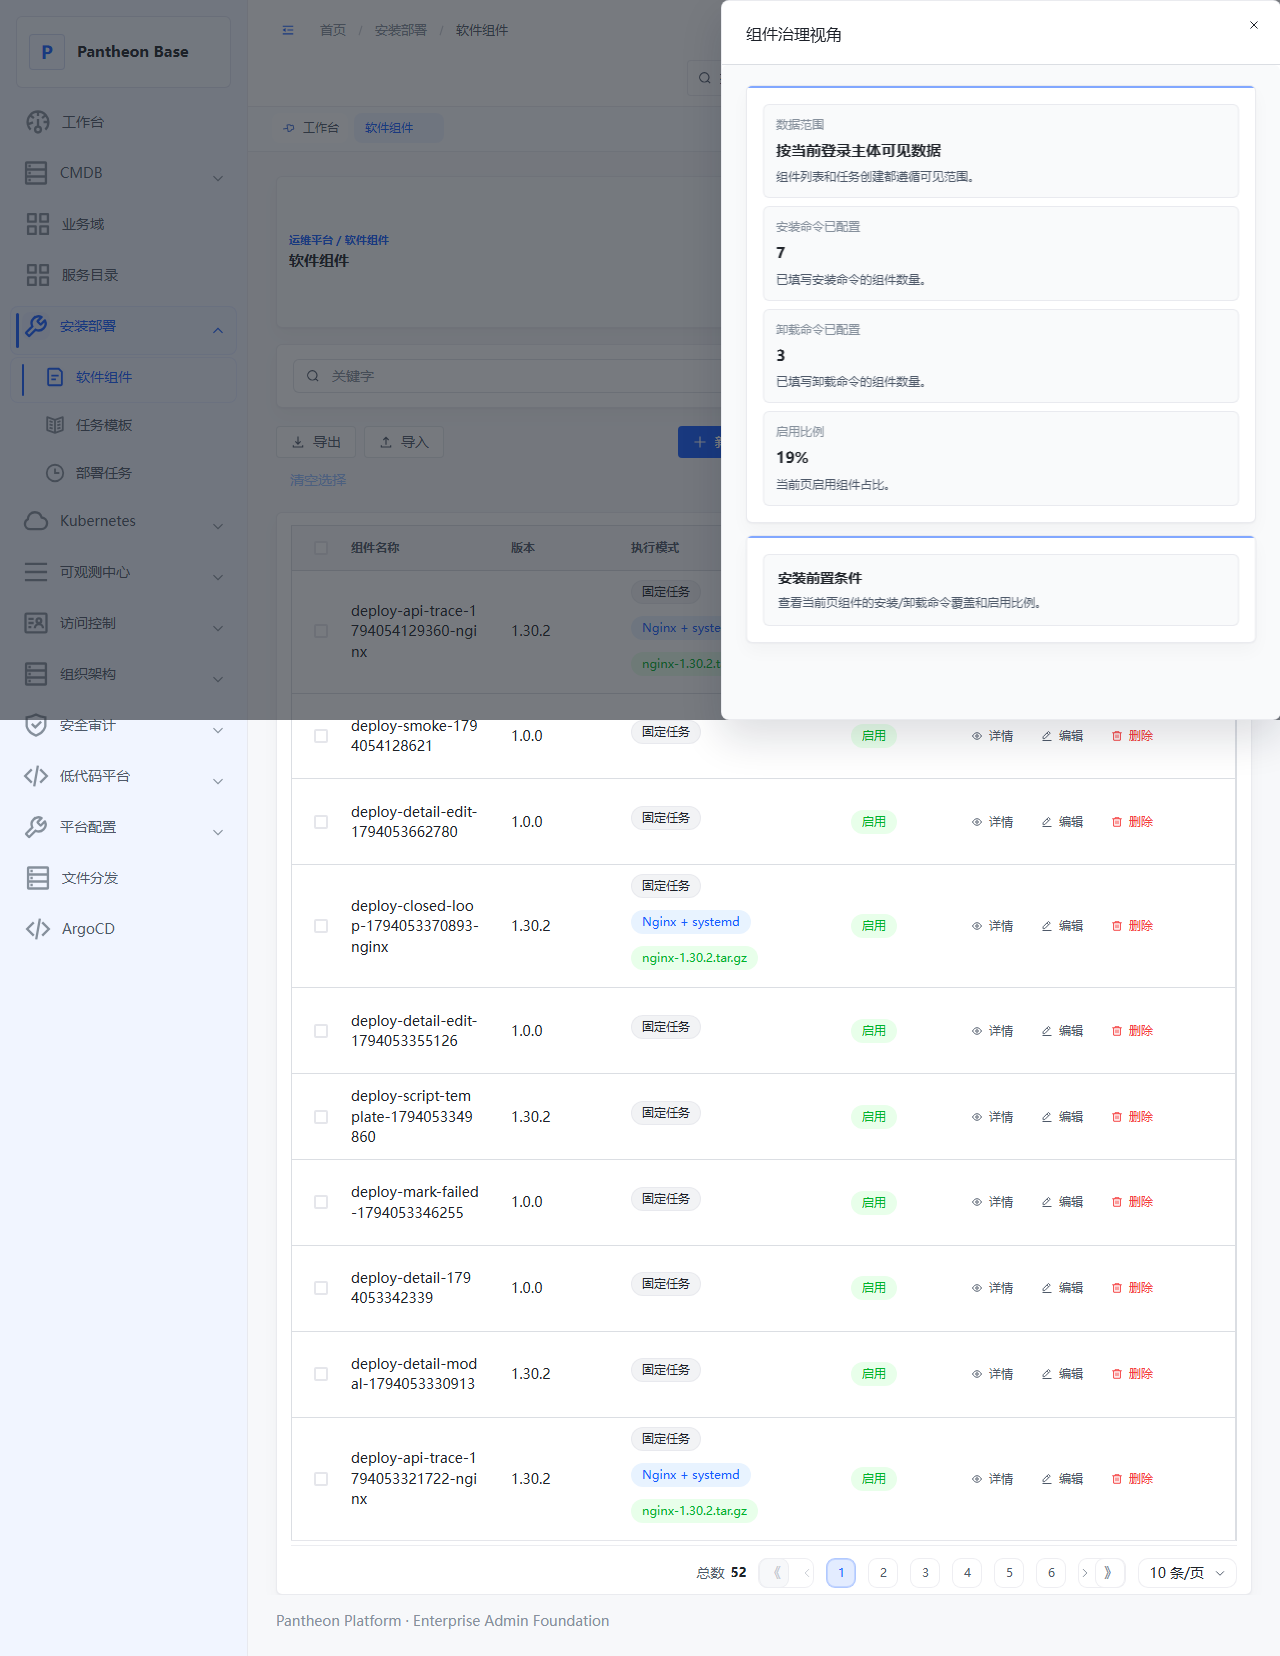 P Pantheon Base
工作台
CMDB
业务域
服务目录
安装部署
软件组件
任务模板
部署任务
Kubernetes
可观测中心
访问控制
组织架构
安全审计
低代码平台
平台配置
文件分发
ArgoCD
首页 / 安装部署 / 软件组件
工作台 软件组件
运维平台 / 软件组件
软件组件
关键字
导出 导入
清空选择
组件名称 版本 执行模式
deploy-api-trace-1
794054129360-ngi
nx
1.30.2
固定任务
Nginx + syste
nginx-1.30.2.t
deploy-smoke-179
4054128621
1.0.0
固定任务
启用 详情 编辑 删除
deploy-detail-edit-
1794053662780
1.0.0
固定任务
启用 详情 编辑 删除
deploy-closed-loo
p-1794053370893-
nginx
1.30.2
固定任务
Nginx + systemd
nginx-1.30.2.tar.gz
启用 详情 编辑 删除
deploy-detail-edit-
1794053355126
1.0.0
固定任务
启用 详情 编辑 删除
deploy-script-tem
plate-1794053349
860
1.30.2
固定任务
启用 详情 编辑 删除
deploy-mark-failed
-1794053346255
1.0.0
固定任务
启用 详情 编辑 删除
deploy-detail-179
4053342339
1.0.0
固定任务
启用 详情 编辑 删除
deploy-detail-mod
al-1794053330913
1.30.2
固定任务
启用 详情 编辑 删除
deploy-api-trace-1
794053321722-ngi
nx
1.30.2
固定任务
Nginx + systemd
nginx-1.30.2.tar.gz
启用 详情 编辑 删除
总数 52 《 ‹ 1 2 3 4 5 6 › 》 10 条/页
Pantheon Platform · Enterprise Admin Foundation
组件治理视角
数据范围
按当前登录主体可见数据
组件列表和任务创建都遵循可见范围。
安装命令已配置
7
已填写安装命令的组件数量。
卸载命令已配置
3
已填写卸载命令的组件数量。
启用比例
19%
当前页启用组件占比。
安装前置条件
查看当前页组件的安装/卸载命令覆盖和启用比例。